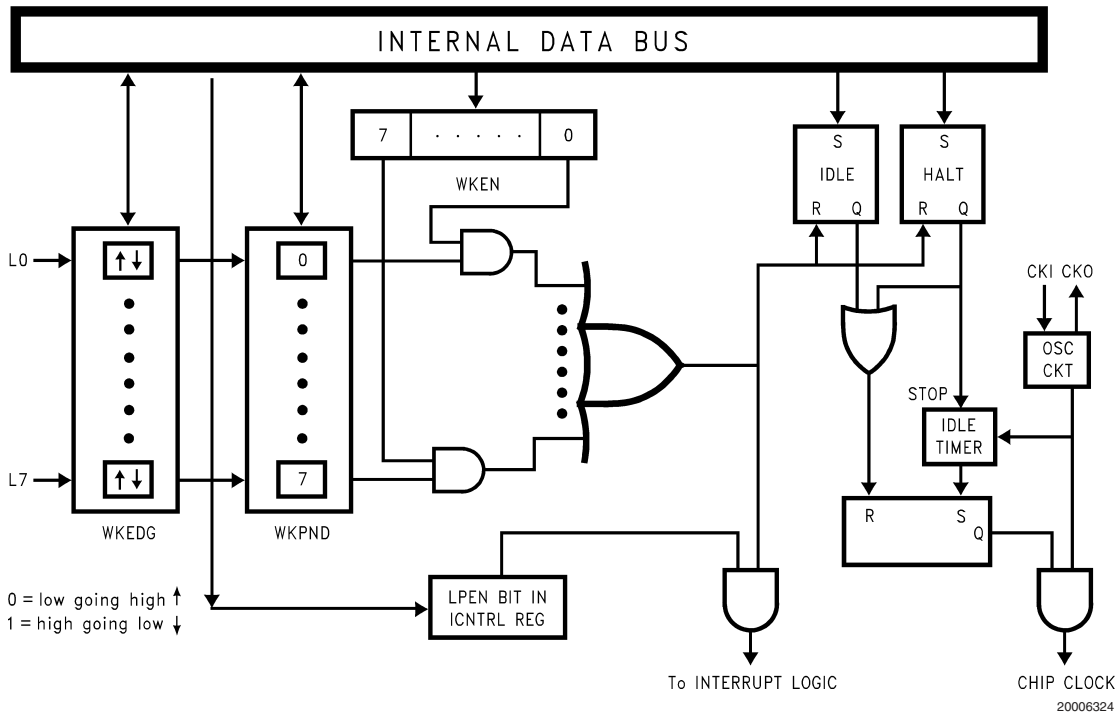 INTERNAL DATA BUS
7 . . . . . 0
WKEN
S
IDLE
R Q
S
HALT
R Q
L0
0
CKI CKO
OSC
CKT
STOP
IDLE
TIMER
L7
7
WKEDG
WKPND
R S
Q
0 = low going high ↑
1 = high going low ↓
LPEN BIT IN
ICNTRL REG
To INTERRUPT LOGIC
CHIP CLOCK
20006324